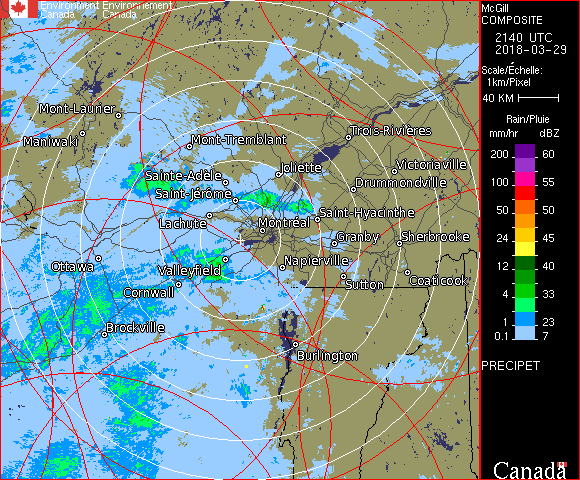 Environment Environnement
Canada Canada
McGill
COMPOSITE
2140 UTC
2018-03-29
Scale/Échelle:
1km/Pixel
40 KM
Rain/Pluie
mm/hr dBZ
200 60
150 57
100 55
50 50
24 45
12 40
4 33
1 23
0.1 7
PRECIPET
Canada
Mont-Laurier
Maniwaki
Mont-Tremblant
Trois-Rivières
Joliette
Victoriaville
Sainte-Adèle
Drummondville
Saint-Jérôme
Saint-Hyacinthe
Lachute
Montréal
Granby
Sherbrooke
Ottawa
Valleyfield
Napierville
Sutton
Coaticook
Cornwall
Brockville
Burlington